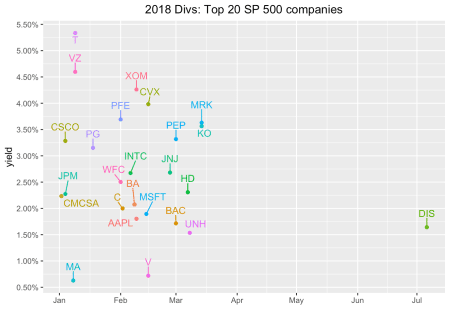 2018 Divs: Top 20 SP 500 companies
5.50%
T
5.00%
VZ
4.50%
XOM
CVX
4.00%
MRK
PFE
3.50%
PEP
CSCO
KO
PG
3.00%
INTC
JNJ
WFC
2.50%
JPM
BA
HD
CMCSA
C
MSFT
2.00%
AAPL
BAC
UNH
DIS
1.50%
1.00%
V
MA
0.50%
yield
Jan
Feb
Mar
Apr
May
Jun
Jul